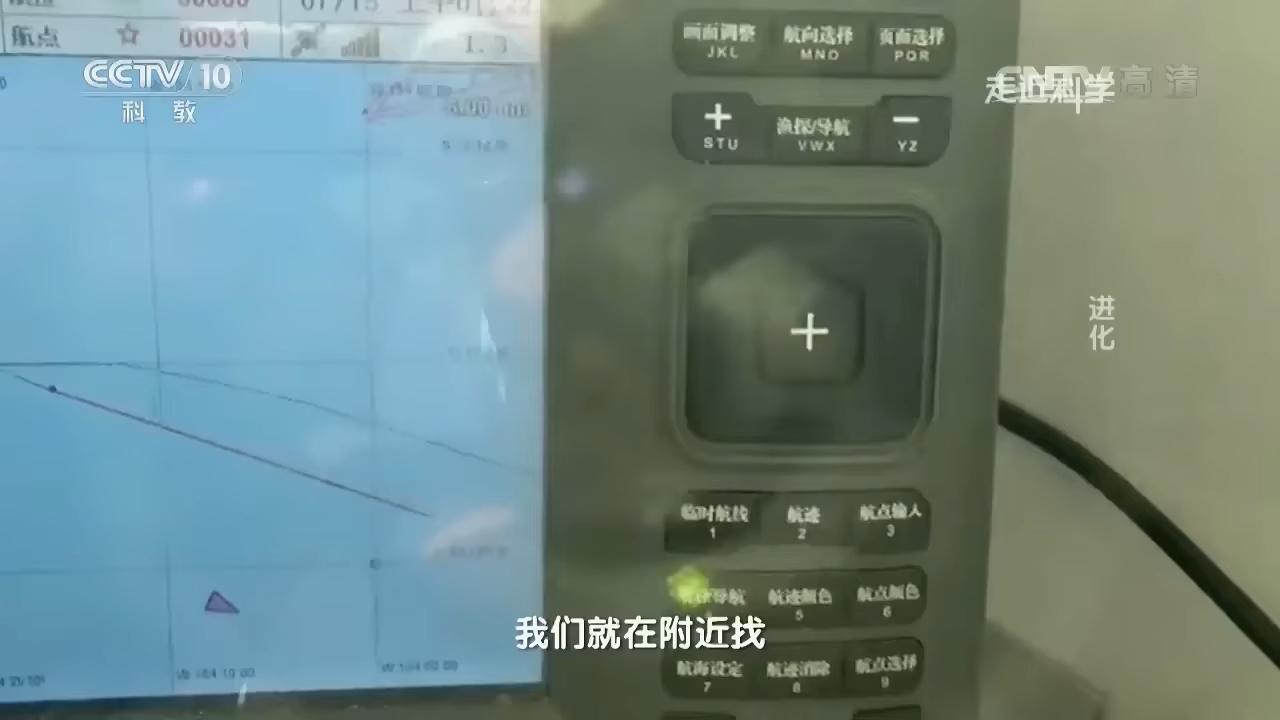 航点 ☆ 00031
1.3
CCTV 10
科教
走近科学
高清
画面调整 航向选择 页面选择
JKL MNO PQR
+ 渔探/导航 −
STU VWX YZ
+
进化
临时航线 航迹 航点输入
1 2 3
导航 航迹颜色 航点颜色
5 6
我们就在附近找
航海设定 航迹消除 航点选择
7 8 9